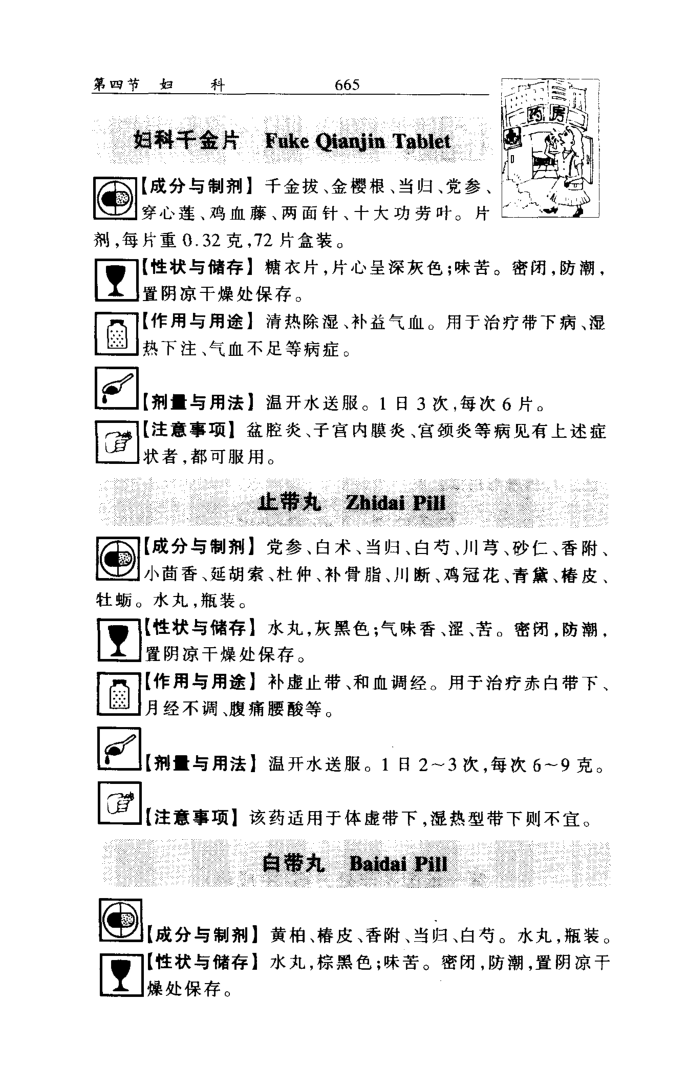 第四节　妇　科　665
药房
妇科千金片　Fuke Qianjin Tablet
【成分与制剂】千金拔、金樱根、当归、党参、
穿心莲、鸡血藤、两面针、十大功劳叶。片
剂,每片重0.32克,72片盒装。
【性状与储存】糖衣片,片心呈深灰色;味苦。密闭,防潮,
置阴凉干燥处保存。
【作用与用途】清热除湿、补益气血。用于治疗带下病、湿
热下注、气血不足等病症。
【剂量与用法】温开水送服。1日3次,每次6片。
【注意事项】盆腔炎、子宫内膜炎、宫颈炎等病见有上述症
状者,都可服用。
止带丸　Zhidai Pill
【成分与制剂】党参、白术、当归、白芍、川芎、砂仁、香附、
小茴香、延胡索、杜仲、补骨脂、川断、鸡冠花、青黛、椿皮、
牡蛎。水丸,瓶装。
【性状与储存】水丸,灰黑色;气味香、涩、苦。密闭,防潮,
置阴凉干燥处保存。
【作用与用途】补虚止带、和血调经。用于治疗赤白带下、
月经不调、腹痛腰酸等。
【剂量与用法】温开水送服。1日2~3次,每次6~9克。
【注意事项】该药适用于体虚带下,湿热型带下则不宜。
白带丸　Baidai Pill
【成分与制剂】黄柏、椿皮、香附、当归、白芍。水丸,瓶装。
【性状与储存】水丸,棕黑色;味苦。密闭,防潮,置阴凉干
燥处保存。